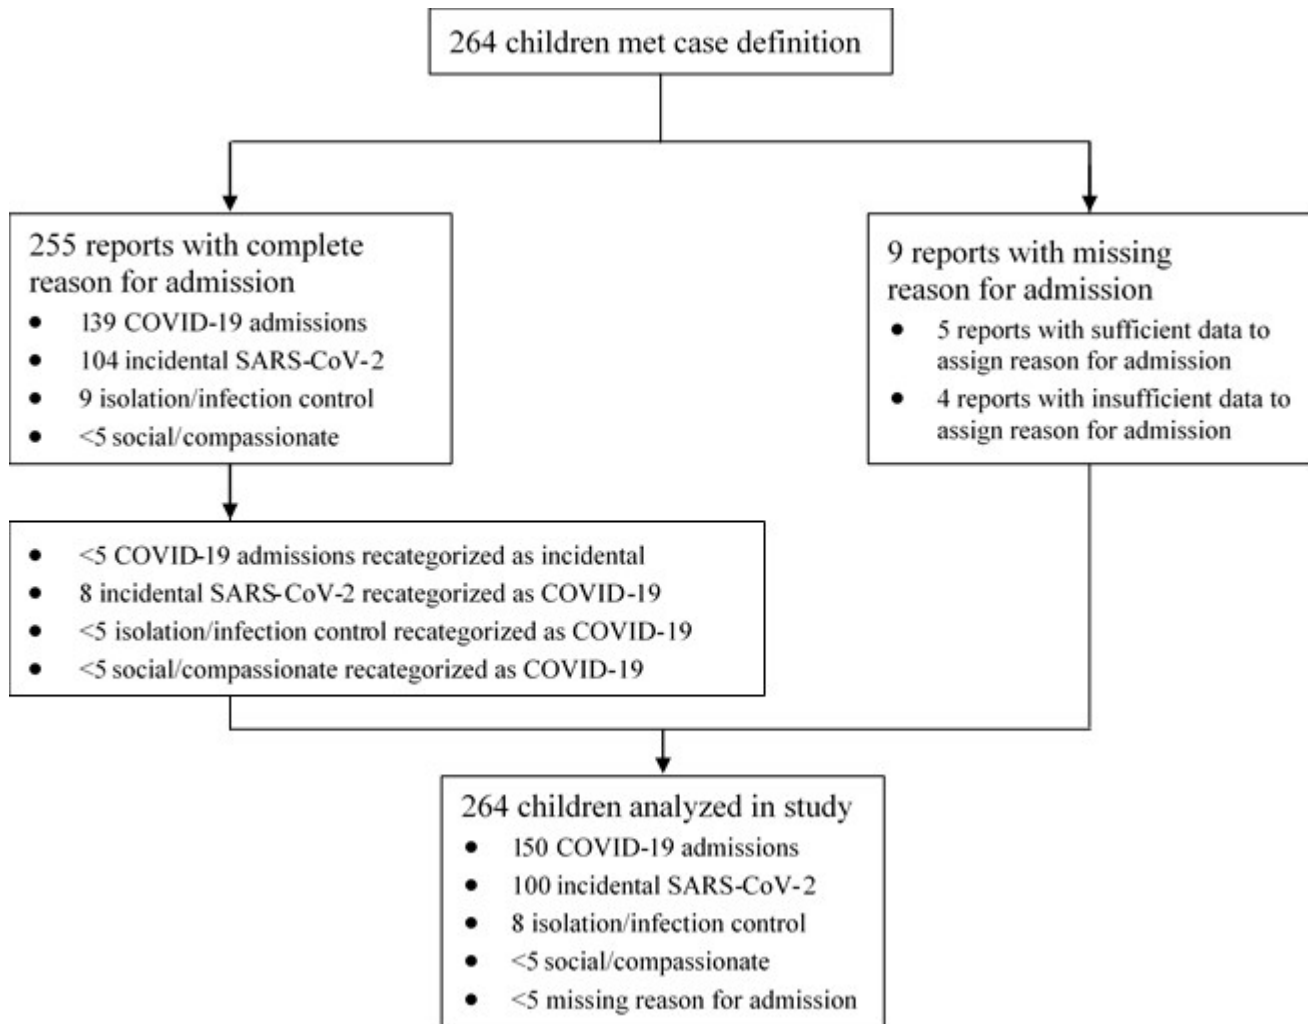 264 children met case definition
255 reports with complete
reason for admission
• 139 COVID-19 admissions
• 104 incidental SARS-CoV-2
• 9 isolation/infection control
• <5 social/compassionate
9 reports with missing
reason for admission
• 5 reports with sufficient data to
assign reason for admission
• 4 reports with insufficient data to
assign reason for admission
• <5 COVID-19 admissions recategorized as incidental
• 8 incidental SARS-CoV-2 recategorized as COVID-19
• <5 isolation/infection control recategorized as COVID-19
• <5 social/compassionate recategorized as COVID-19
264 children analyzed in study
• 150 COVID-19 admissions
• 100 incidental SARS-CoV-2
• 8 isolation/infection control
• <5 social/compassionate
• <5 missing reason for admission